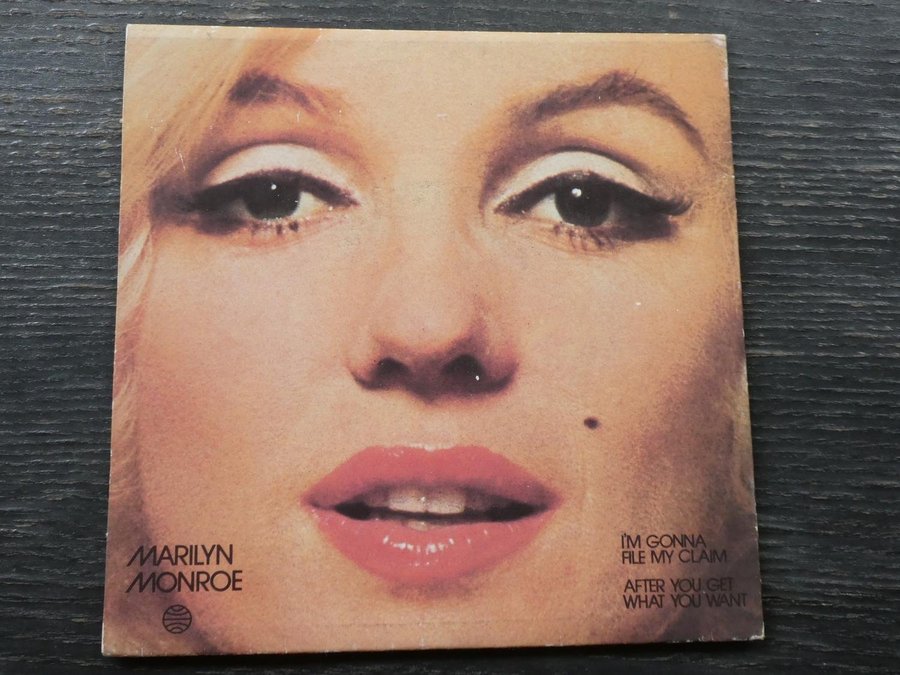 MARILYN
MONROE
I'M GONNA
FILE MY CLAIM
AFTER YOU GET
WHAT YOU WANT